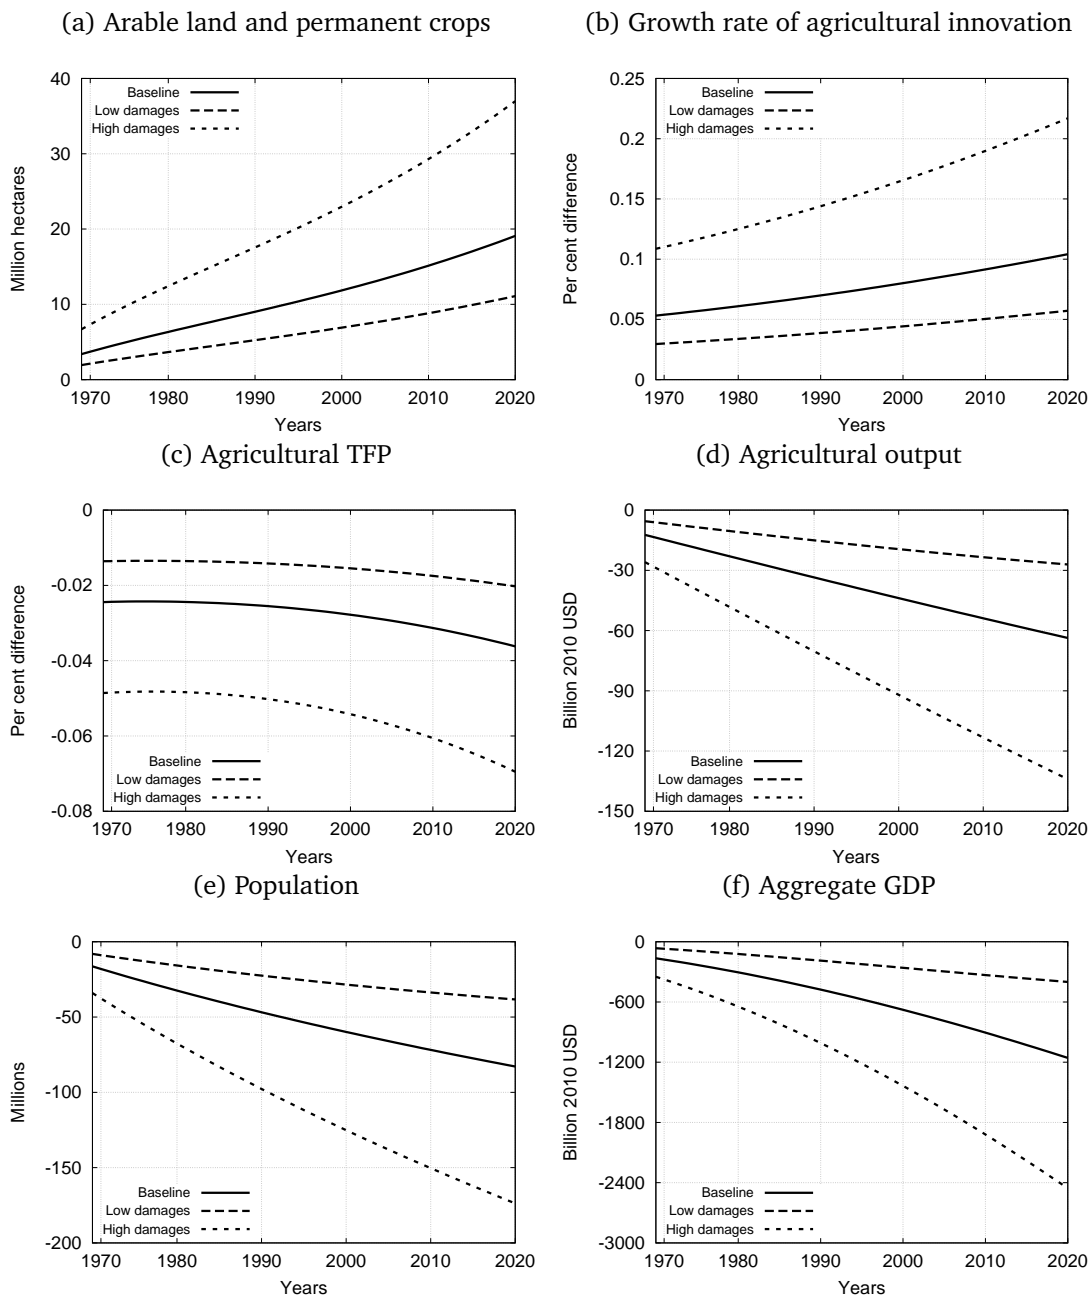 (a) Arable land and permanent crops
40
30
20
10
0
Million hectares
Baseline
Low damages
High damages
1970 1980 1990 2000 2010 2020
Years
(b) Growth rate of agricultural innovation
0.25
0.2
0.15
0.1
0.05
0
Per cent difference
Baseline
Low damages
High damages
1970 1980 1990 2000 2010 2020
Years
(c) Agricultural TFP
0
-0.02
-0.04
-0.06
-0.08
Per cent difference
Baseline
Low damages
High damages
1970 1980 1990 2000 2010 2020
Years
(d) Agricultural output
0
-30
-60
-90
-120
-150
Billion 2010 USD
Baseline
Low damages
High damages
1970 1980 1990 2000 2010 2020
Years
(e) Population
0
-50
-100
-150
-200
Millions
Baseline
Low damages
High damages
1970 1980 1990 2000 2010 2020
Years
(f) Aggregate GDP
0
-600
-1200
-1800
-2400
-3000
Billion 2010 USD
Baseline
Low damages
High damages
1970 1980 1990 2000 2010 2020
Years